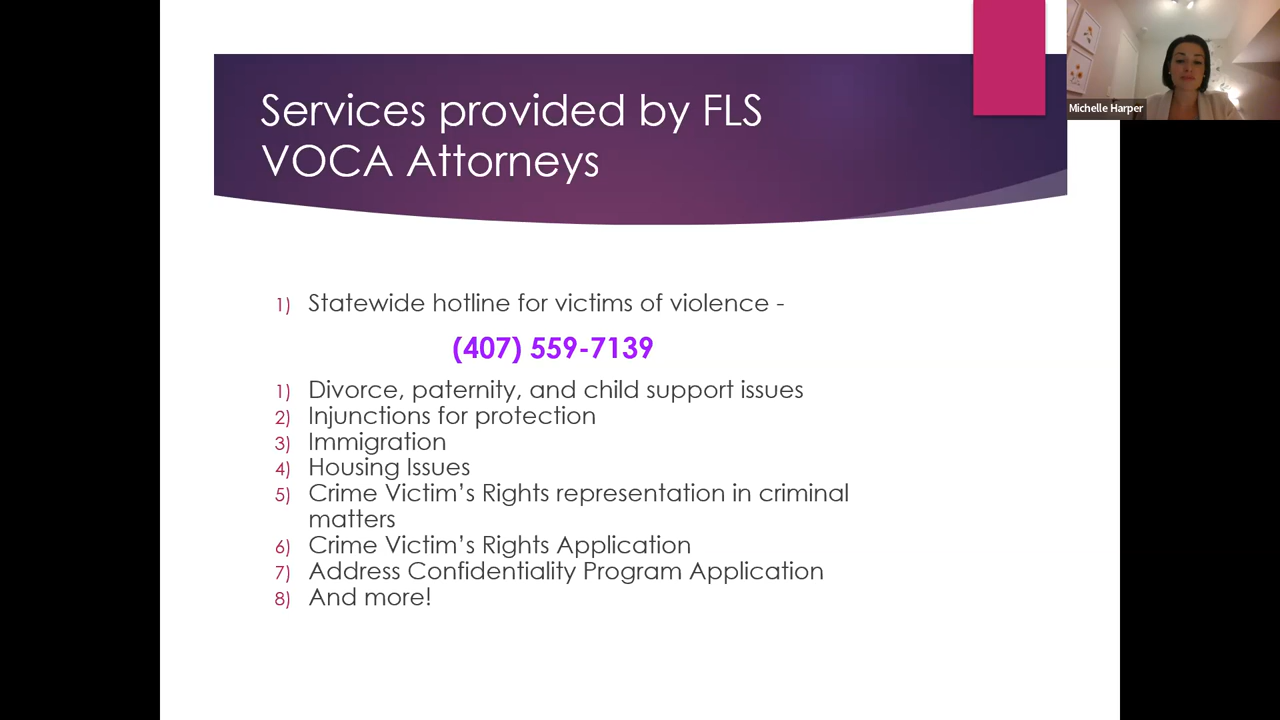 Services provided by FLS
VOCA Attorneys
Michelle Harper
1) Statewide hotline for victims of violence -
(407) 559-7139
1) Divorce, paternity, and child support issues
2) Injunctions for protection
3) Immigration
4) Housing Issues
5) Crime Victim’s Rights representation in criminal
matters
6) Crime Victim’s Rights Application
7) Address Confidentiality Program Application
8) And more!